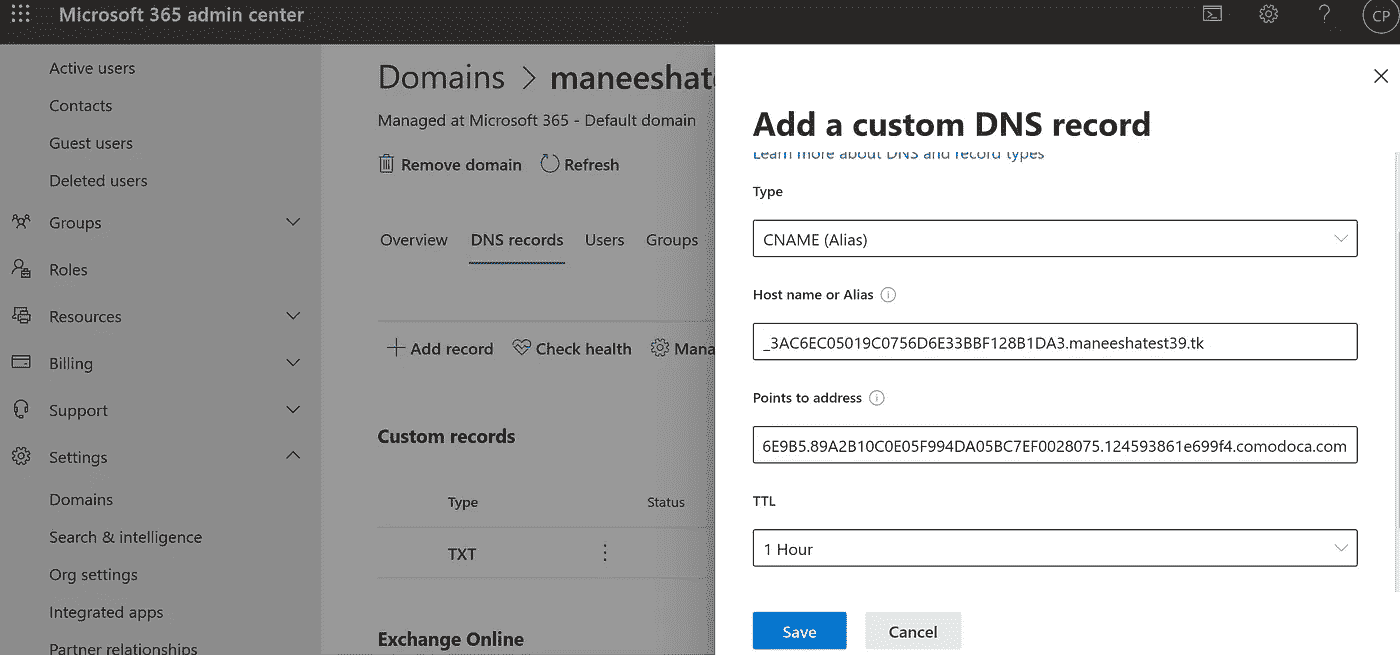 Microsoft 365 admin center
CP
Active users
Contacts
Guest users
Deleted users
Groups
Roles
Resources
Billing
Support
Settings
Domains
Search & intelligence
Org settings
Integrated apps
Partner relationships
Domains > maneeshate
Managed at Microsoft 365 - Default domain
Remove domain Refresh
Overview DNS records Users Groups
+ Add record Check health Mana
Custom records
Type Status
TXT
Exchange Online
Add a custom DNS record
Learn more about DNS and record types
Type
CNAME (Alias)
Host name or Alias
_3AC6EC05019C0756D6E33BBF128B1DA3.maneeshatest39.tk
Points to address
6E9B5.89A2B10C0E05F994DA05BC7EF0028075.124593861e699f4.comodoca.com
TTL
1 Hour
Save Cancel